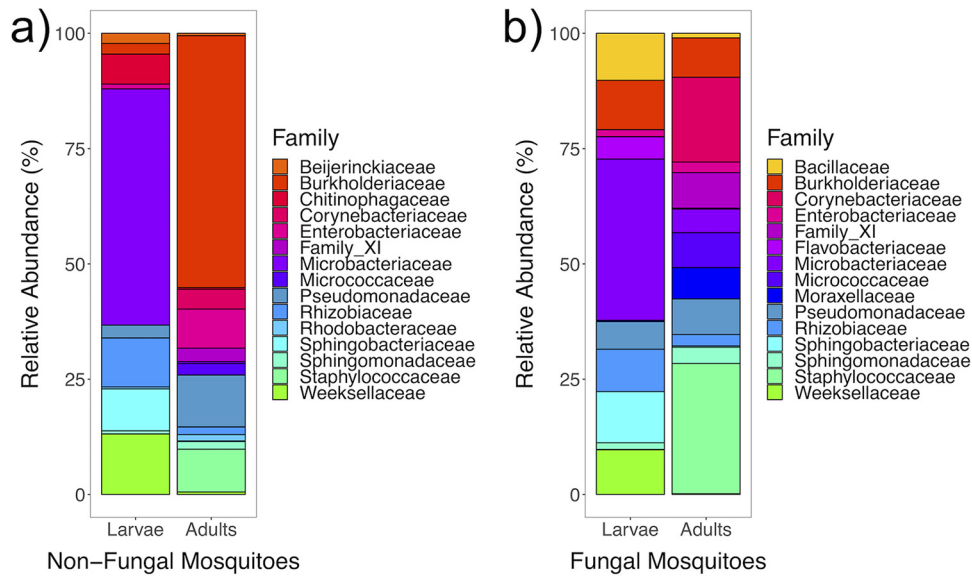 a)
Relative Abundance (%)
100
75
50
25
0
Larvae Adults
Non-Fungal Mosquitoes
Family
Beijerinckiaceae
Burkholderiaceae
Chitinophagaceae
Corynebacteriaceae
Enterobacteriaceae
Family_XI
Microbacteriaceae
Micrococcaceae
Pseudomonadaceae
Rhizobiaceae
Rhodobacteraceae
Sphingobacteriaceae
Sphingomonadaceae
Staphylococcaceae
Weeksellaceae
b)
Relative Abundance (%)
100
75
50
25
0
Larvae Adults
Fungal Mosquitoes
Family
Bacillaceae
Burkholderiaceae
Corynebacteriaceae
Enterobacteriaceae
Family_XI
Flavobacteriaceae
Microbacteriaceae
Micrococcaceae
Moraxellaceae
Pseudomonadaceae
Rhizobiaceae
Sphingobacteriaceae
Sphingomonadaceae
Staphylococcaceae
Weeksellaceae